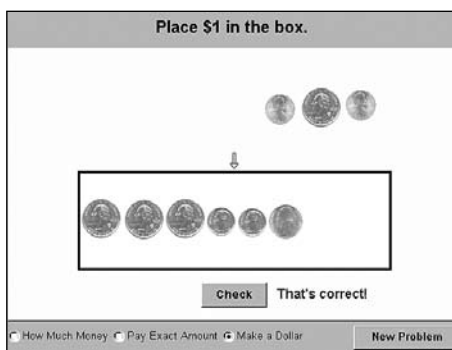 Place $1 in the box.
Check That's correct!
How Much Money Pay Exact Amount Make a Dollar New Problem